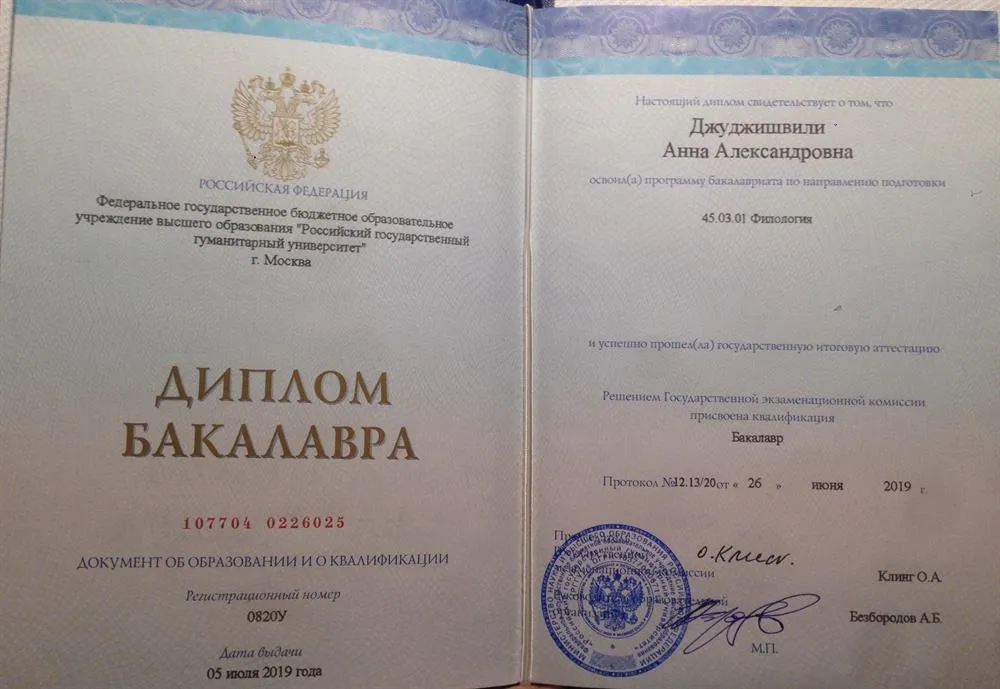 РОССИЙСКАЯ ФЕДЕРАЦИЯ
Федеральное государственное бюджетное образовательное
учреждение высшего образования "Российский государственный
гуманитарный университет"
г. Москва
ДИПЛОМ
БАКАЛАВРА
107704 0226025
ДОКУМЕНТ ОБ ОБРАЗОВАНИИ И О КВАЛИФИКАЦИИ
Регистрационный номер
0820У
Дата выдачи
05 июля 2019 года
Настоящий диплом свидетельствует о том, что
Джуджишвили
Анна Александровна
освоил(а) программу бакалавриата по направлению подготовки
45.03.01 Филология
и успешно прошел(ла) государственную итоговую аттестацию
Решением Государственной экзаменационной комиссии
присвоена квалификация
Бакалавр
Протокол №12.13/20 от « 26 » июня 2019 г.
комиссии
Клинг О.А.
образовательной
Безбородов А.Б.
М.П.